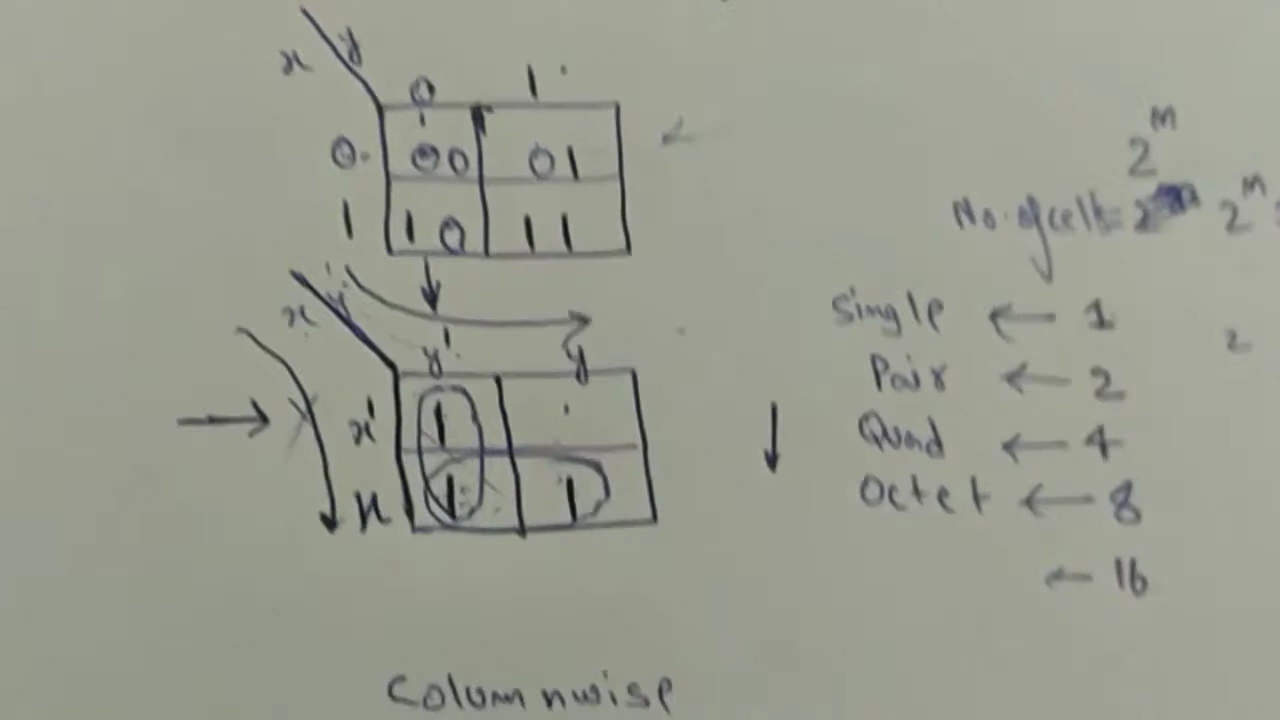 x y
0 1
0 00 01
1 10 11
2^m
No. of cells = 2^m
x y
y' y
x' 1
x 1 1
Single ← 1
Pair ← 2
Quad ← 4
Octet ← 8
← 16
2
Columnwise